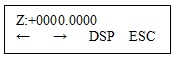 Z:+0000.0000
← → DSP ESC